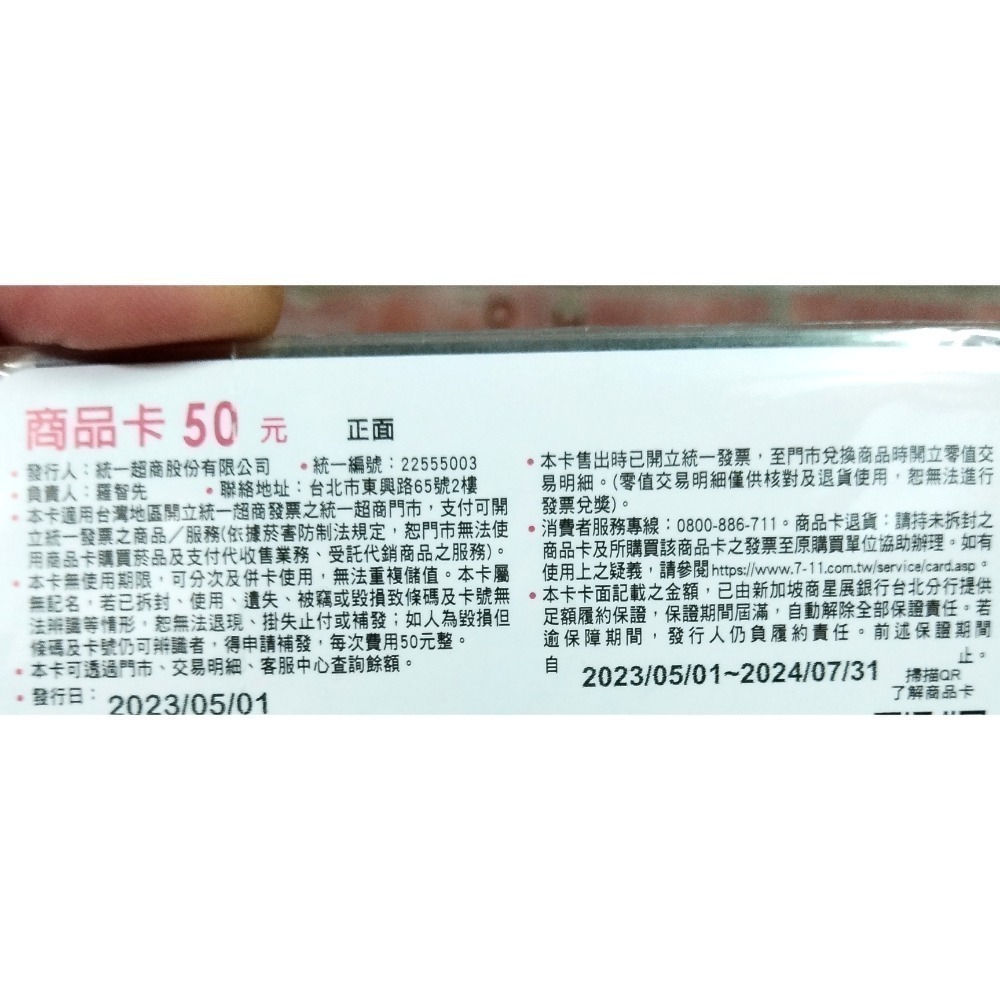 商品卡 50 元 正面
• 發行人：統一超商股份有限公司 • 統一編號：22555003
• 負責人：羅智先 • 聯絡地址：台北市東興路65號2樓
• 本卡適用台灣地區開立統一超商發票之統一超商門市，支付可開
立統一發票之商品／服務(依據菸害防制法規定，恕門市無法使
用商品卡購買菸品及支付代收售業務、受託代銷商品之服務)。
• 本卡無使用期限，可分次及併卡使用，無法重複儲值。本卡屬
無記名，若已拆封、使用、遺失、被竊或毀損致條碼及卡號無
法辨識等情形，恕無法退現、掛失止付或補發；如人為毀損但
條碼及卡號仍可辨識者，得申請補發，每次費用50元整。
• 本卡可透過門市、交易明細、客服中心查詢餘額。
• 發行日：2023/05/01
• 本卡售出時已開立統一發票，至門市兌換商品時開立零值交
易明細。(零值交易明細僅供核對及退貨使用，恕無法進行
發票兌獎)。
• 消費者服務專線：0800-886-711。商品卡退貨：請持未拆封之
商品卡及所購買該商品卡之發票至原購買單位協助辦理。如有
使用上之疑義，請參閱https://www.7-11.com.tw/service/card.asp。
• 本卡卡面記載之金額，已由新加坡商星展銀行台北分行提供
足額履約保證，保證期間屆滿，自動解除全部保證責任。若
逾保障期間，發行人仍負履約責任。前述保證期間
自 2023/05/01~2024/07/31 止。
掃描QR
了解商品卡